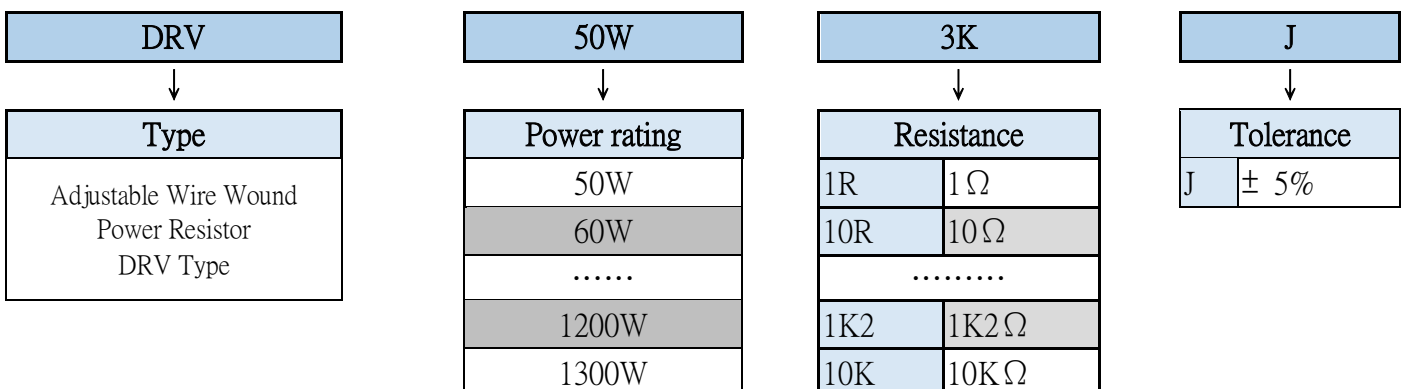 DRV
50W
3K
J
Type
Power rating
Resistance
Tolerance
Adjustable Wire Wound
Power Resistor
DRV Type
50W
60W
......
1200W
1300W
1R 1Ω
10R 10Ω
.........
1K2 1K2Ω
10K 10KΩ
J ± 5%